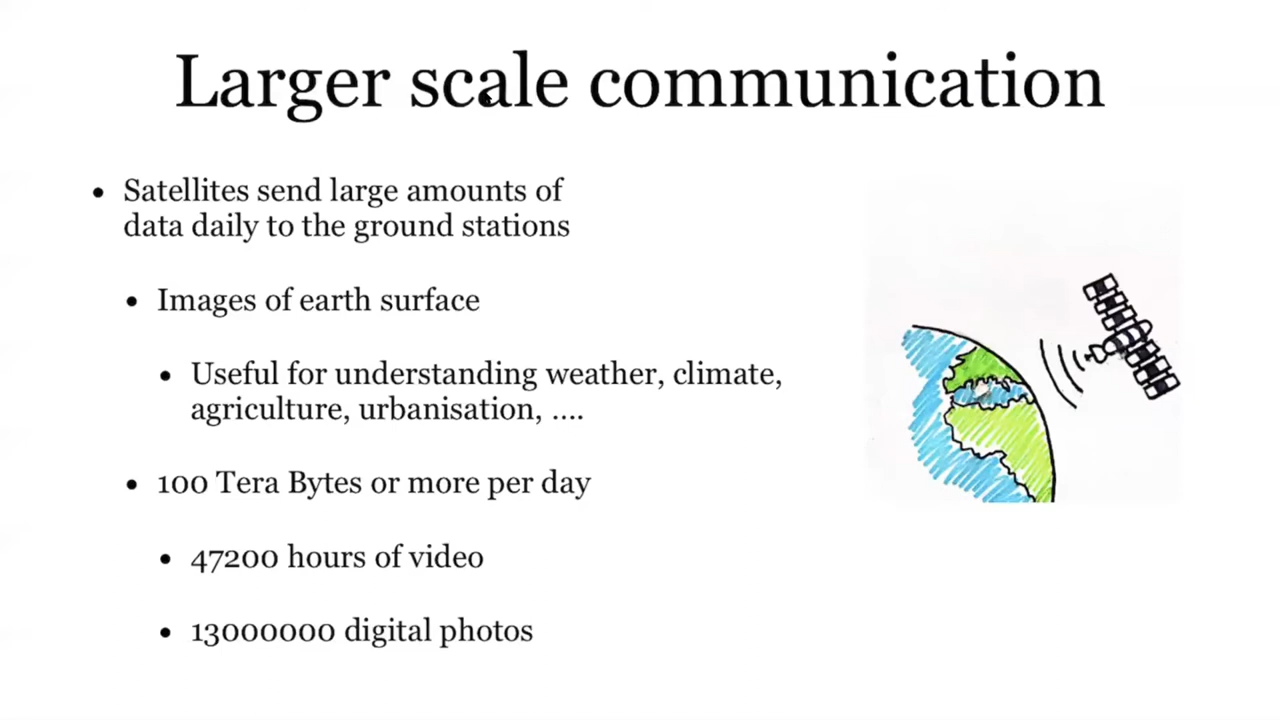 Larger scale communication
• Satellites send large amounts of
data daily to the ground stations
• Images of earth surface
• Useful for understanding weather, climate,
agriculture, urbanisation, ....
• 100 Tera Bytes or more per day
• 47200 hours of video
• 13000000 digital photos